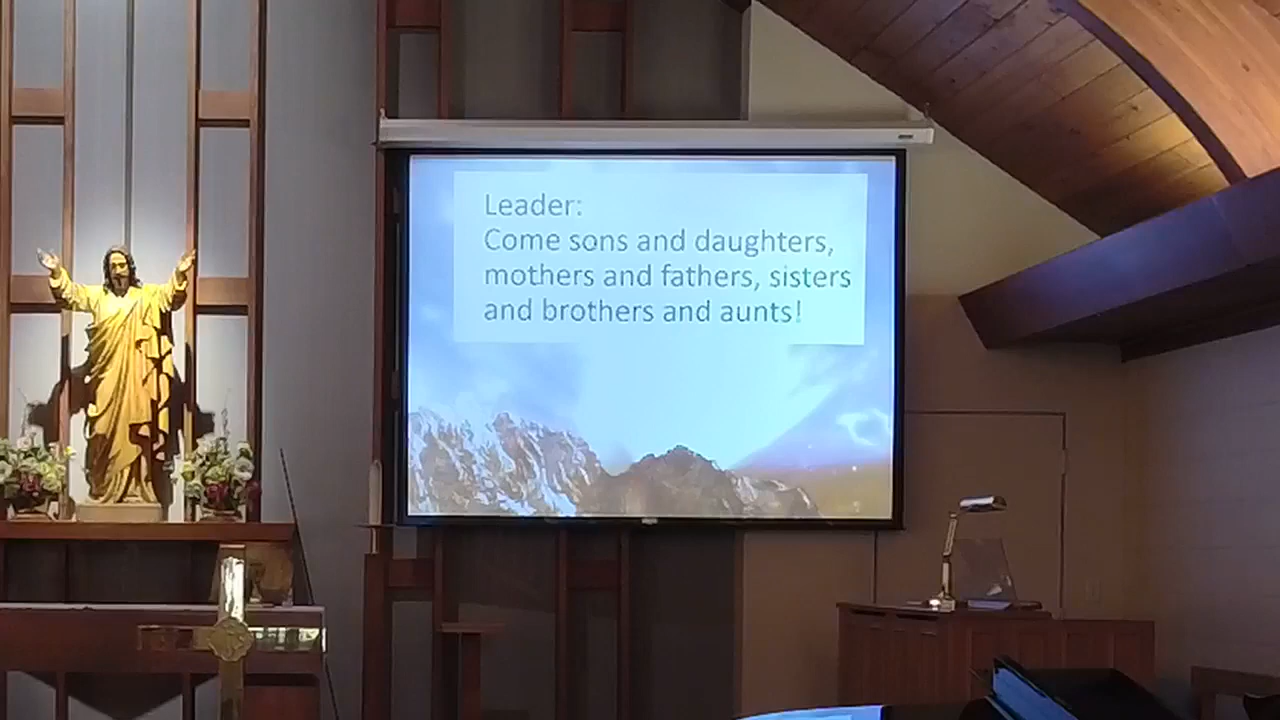 Leader:
Come sons and daughters,
mothers and fathers, sisters
and brothers and aunts!